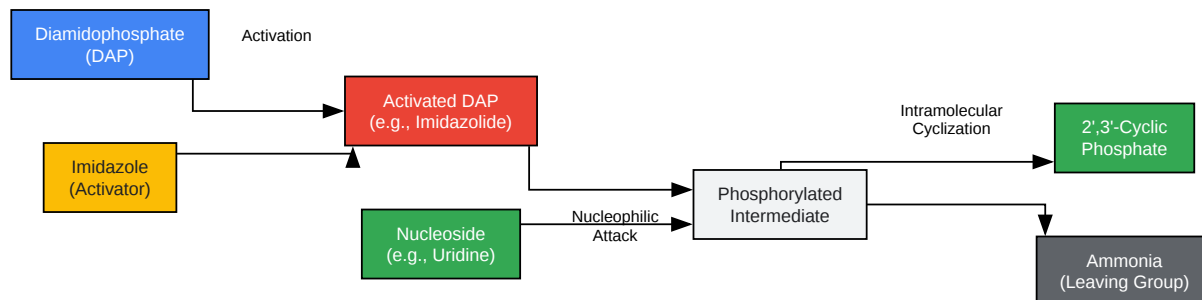 Diamidophosphate
(DAP)
Activation
Activated DAP
(e.g., Imidazolide)
Imidazole
(Activator)
Nucleoside
(e.g., Uridine)
Nucleophilic
Attack
Phosphorylated
Intermediate
Intramolecular
Cyclization
2',3'-Cyclic
Phosphate
Ammonia
(Leaving Group)